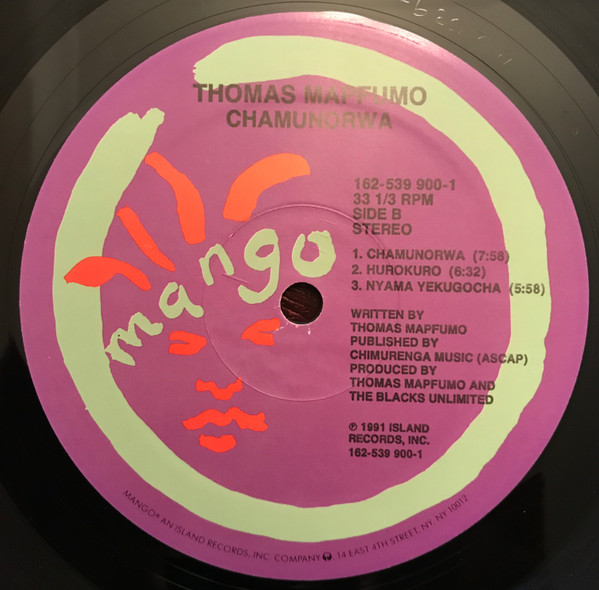 THOMAS MAPFUMO
CHAMUNORWA
162-539 900-1
33 1/3 RPM
SIDE B
STEREO
1. CHAMUNORWA (7:58)
2. HUROKURO (6:32)
3. NYAMA YEKUGOCHA (5:58)
WRITTEN BY
THOMAS MAPFUMO
PUBLISHED BY
CHIMURENGA MUSIC (ASCAP)
PRODUCED BY
THOMAS MAPFUMO AND
THE BLACKS UNLIMITED
℗ 1991 ISLAND
RECORDS, INC.
162-539 900-1
mango
MANGO® AN ISLAND RECORDS, INC. COMPANY, 14 EAST 4TH STREET, NY, NY 10012